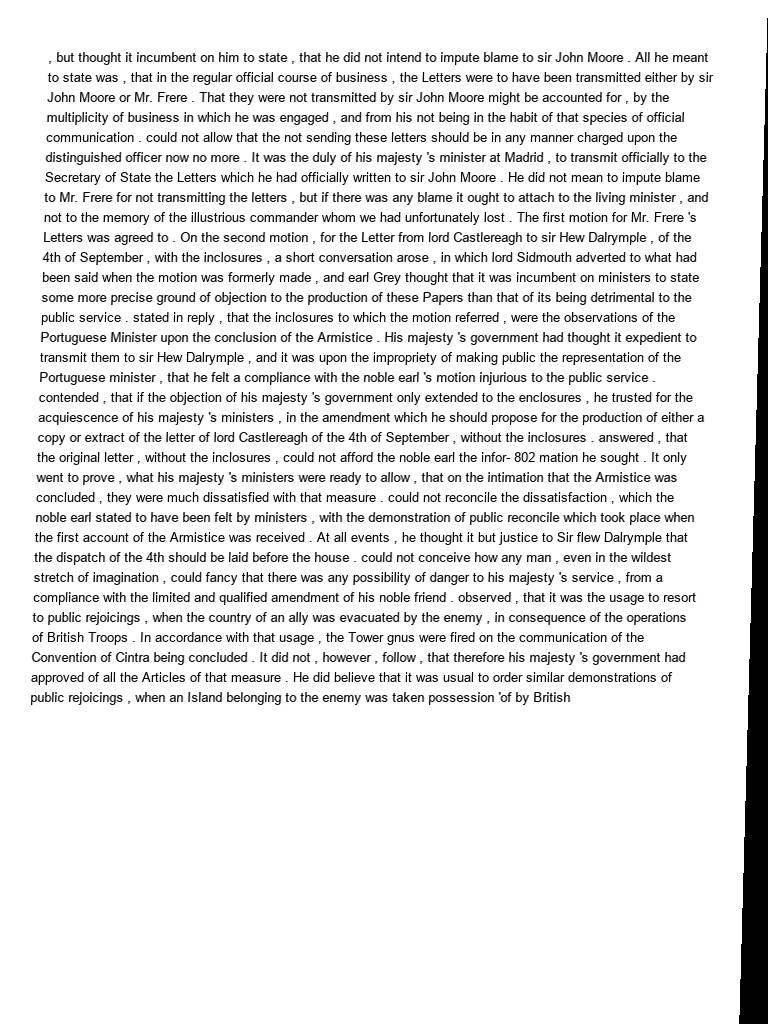 , but thought it incumbent on him to state , that he did not intend to impute blame to sir John Moore . All he meant
to state was , that in the regular official course of business , the Letters were to have been transmitted either by sir
John Moore or Mr. Frere . That they were not transmitted by sir John Moore might be accounted for , by the
multiplicity of business in which he was engaged , and from his not being in the habit of that species of official
communication . could not allow that the not sending these letters should be in any manner charged upon the
distinguished officer now no more . It was the duly of his majesty 's minister at Madrid , to transmit officially to the
Secretary of State the Letters which he had officially written to sir John Moore . He did not mean to impute blame
to Mr. Frere for not transmitting the letters , but if there was any blame it ought to attach to the living minister , and
not to the memory of the illustrious commander whom we had unfortunately lost . The first motion for Mr. Frere 's
Letters was agreed to . On the second motion , for the Letter from lord Castlereagh to sir Hew Dalrymple , of the
4th of September , with the inclosures , a short conversation arose , in which lord Sidmouth adverted to what had
been said when the motion was formerly made , and earl Grey thought that it was incumbent on ministers to state
some more precise ground of objection to the production of these Papers than that of its being detrimental to the
public service . stated in reply , that the inclosures to which the motion referred , were the observations of the
Portuguese Minister upon the conclusion of the Armistice . His majesty 's government had thought it expedient to
transmit them to sir Hew Dalrymple , and it was upon the impropriety of making public the representation of the
Portuguese minister , that he felt a compliance with the noble earl 's motion injurious to the public service .
contended , that if the objection of his majesty 's government only extended to the enclosures , he trusted for the
acquiescence of his majesty 's ministers , in the amendment which he should propose for the production of either a
copy or extract of the letter of lord Castlereagh of the 4th of September , without the inclosures . answered , that
the original letter , without the inclosures , could not afford the noble earl the infor- 802 mation he sought . It only
went to prove , what his majesty 's ministers were ready to allow , that on the intimation that the Armistice was
concluded , they were much dissatisfied with that measure . could not reconcile the dissatisfaction , which the
noble earl stated to have been felt by ministers , with the demonstration of public reconcile which took place when
the first account of the Armistice was received . At all events , he thought it but justice to Sir flew Dalrymple that
the dispatch of the 4th should be laid before the house . could not conceive how any man , even in the wildest
stretch of imagination , could fancy that there was any possibility of danger to his majesty 's service , from a
compliance with the limited and qualified amendment of his noble friend . observed , that it was the usage to resort
to public rejoicings , when the country of an ally was evacuated by the enemy , in consequence of the operations
of British Troops . In accordance with that usage , the Tower gnus were fired on the communication of the
Convention of Cintra being concluded . It did not , however , follow , that therefore his majesty 's government had
approved of all the Articles of that measure . He did believe that it was usual to order similar demonstrations of
public rejoicings , when an Island belonging to the enemy was taken possession 'of by British